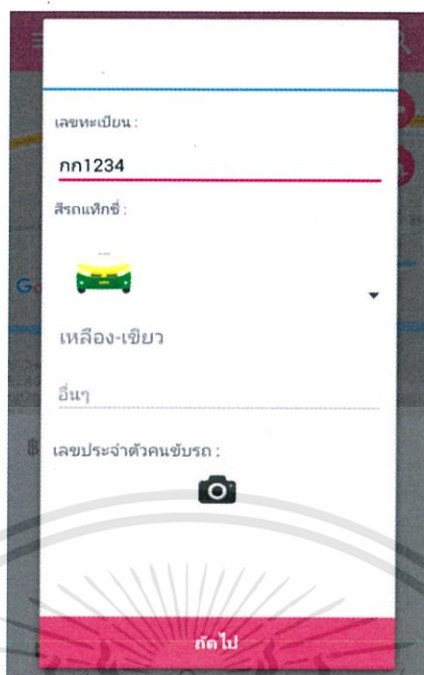 เลขทะเบียน :
กก1234
สีรถแท็กซี่ :
เหลือง-เขียว
อื่นๆ
เลขประจำตัวคนขับรถ :
ถัดไป